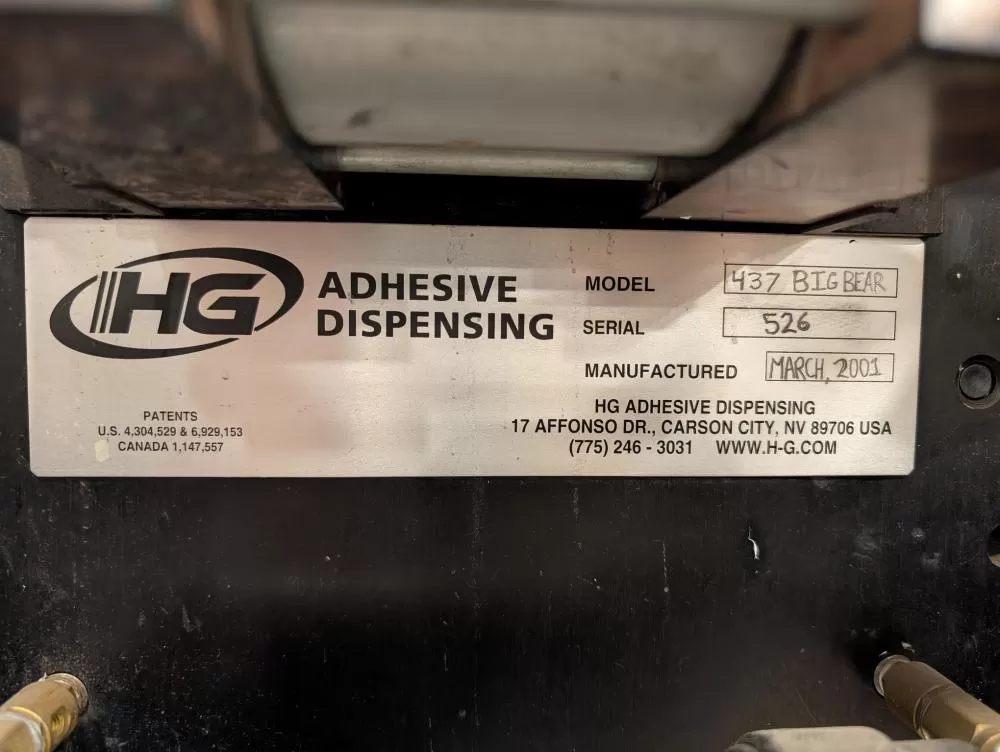 HG
ADHESIVE
DISPENSING
PATENTS
U.S. 4,304,529 & 6,929,153
CANADA 1,147,557
MODEL 437 BIG BEAR
SERIAL 526
MANUFACTURED MARCH, 2001
HG ADHESIVE DISPENSING
17 AFFONSO DR., CARSON CITY, NV 89706 USA
(775) 246 - 3031 WWW.H-G.COM